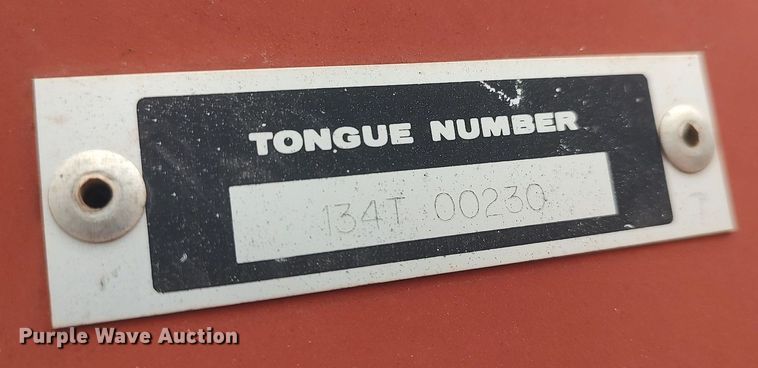 TONGUE NUMBER
134T 00230
Purple Wave Auction